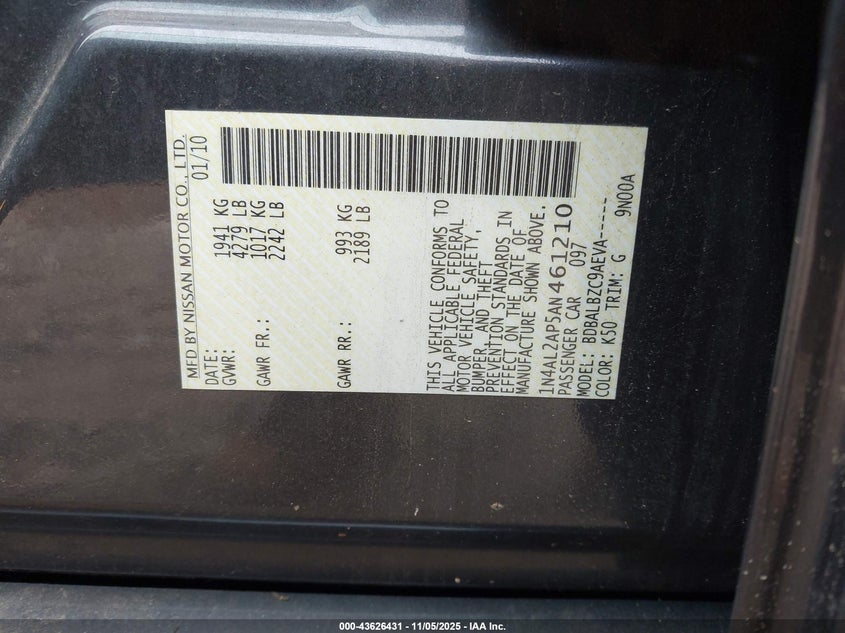 MFD BY NISSAN MOTOR CO., LTD.
DATE: 01/10
GVWR: 1941 KG
4279 LB
GAWR FR.: 1017 KG
2242 LB
GAWR RR.: 993 KG
2189 LB
THIS VEHICLE CONFORMS TO
ALL APPLICABLE FEDERAL
MOTOR VEHICLE SAFETY,
BUMPER, AND THEFT
PREVENTION STANDARDS IN
EFFECT ON THE DATE OF
MANUFACTURE SHOWN ABOVE.
1N4AL2AP5AN461210
PASSENGER CAR 097
MODEL: BDBALBZC9AEVA-----
COLOR: K50 TRIM: G 9N00A
000-43626431 - 11/05/2025 - IAA Inc.